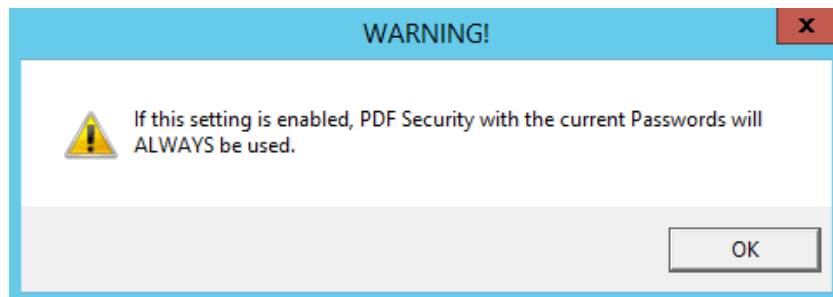 WARNING!
x
If this setting is enabled, PDF Security with the current Passwords will
ALWAYS be used.
OK